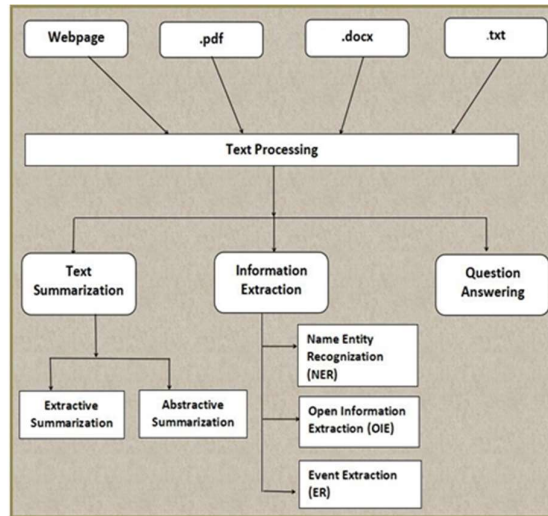 Webpage
.pdf
.docx
.txt
Text Processing
Text
Summarization
Information
Extraction
Question
Answering
Name Entity
Recognization
(NER)
Extractive
Summarization
Abstractive
Summarization
Open Information
Extraction (OIE)
Event Extraction
(ER)